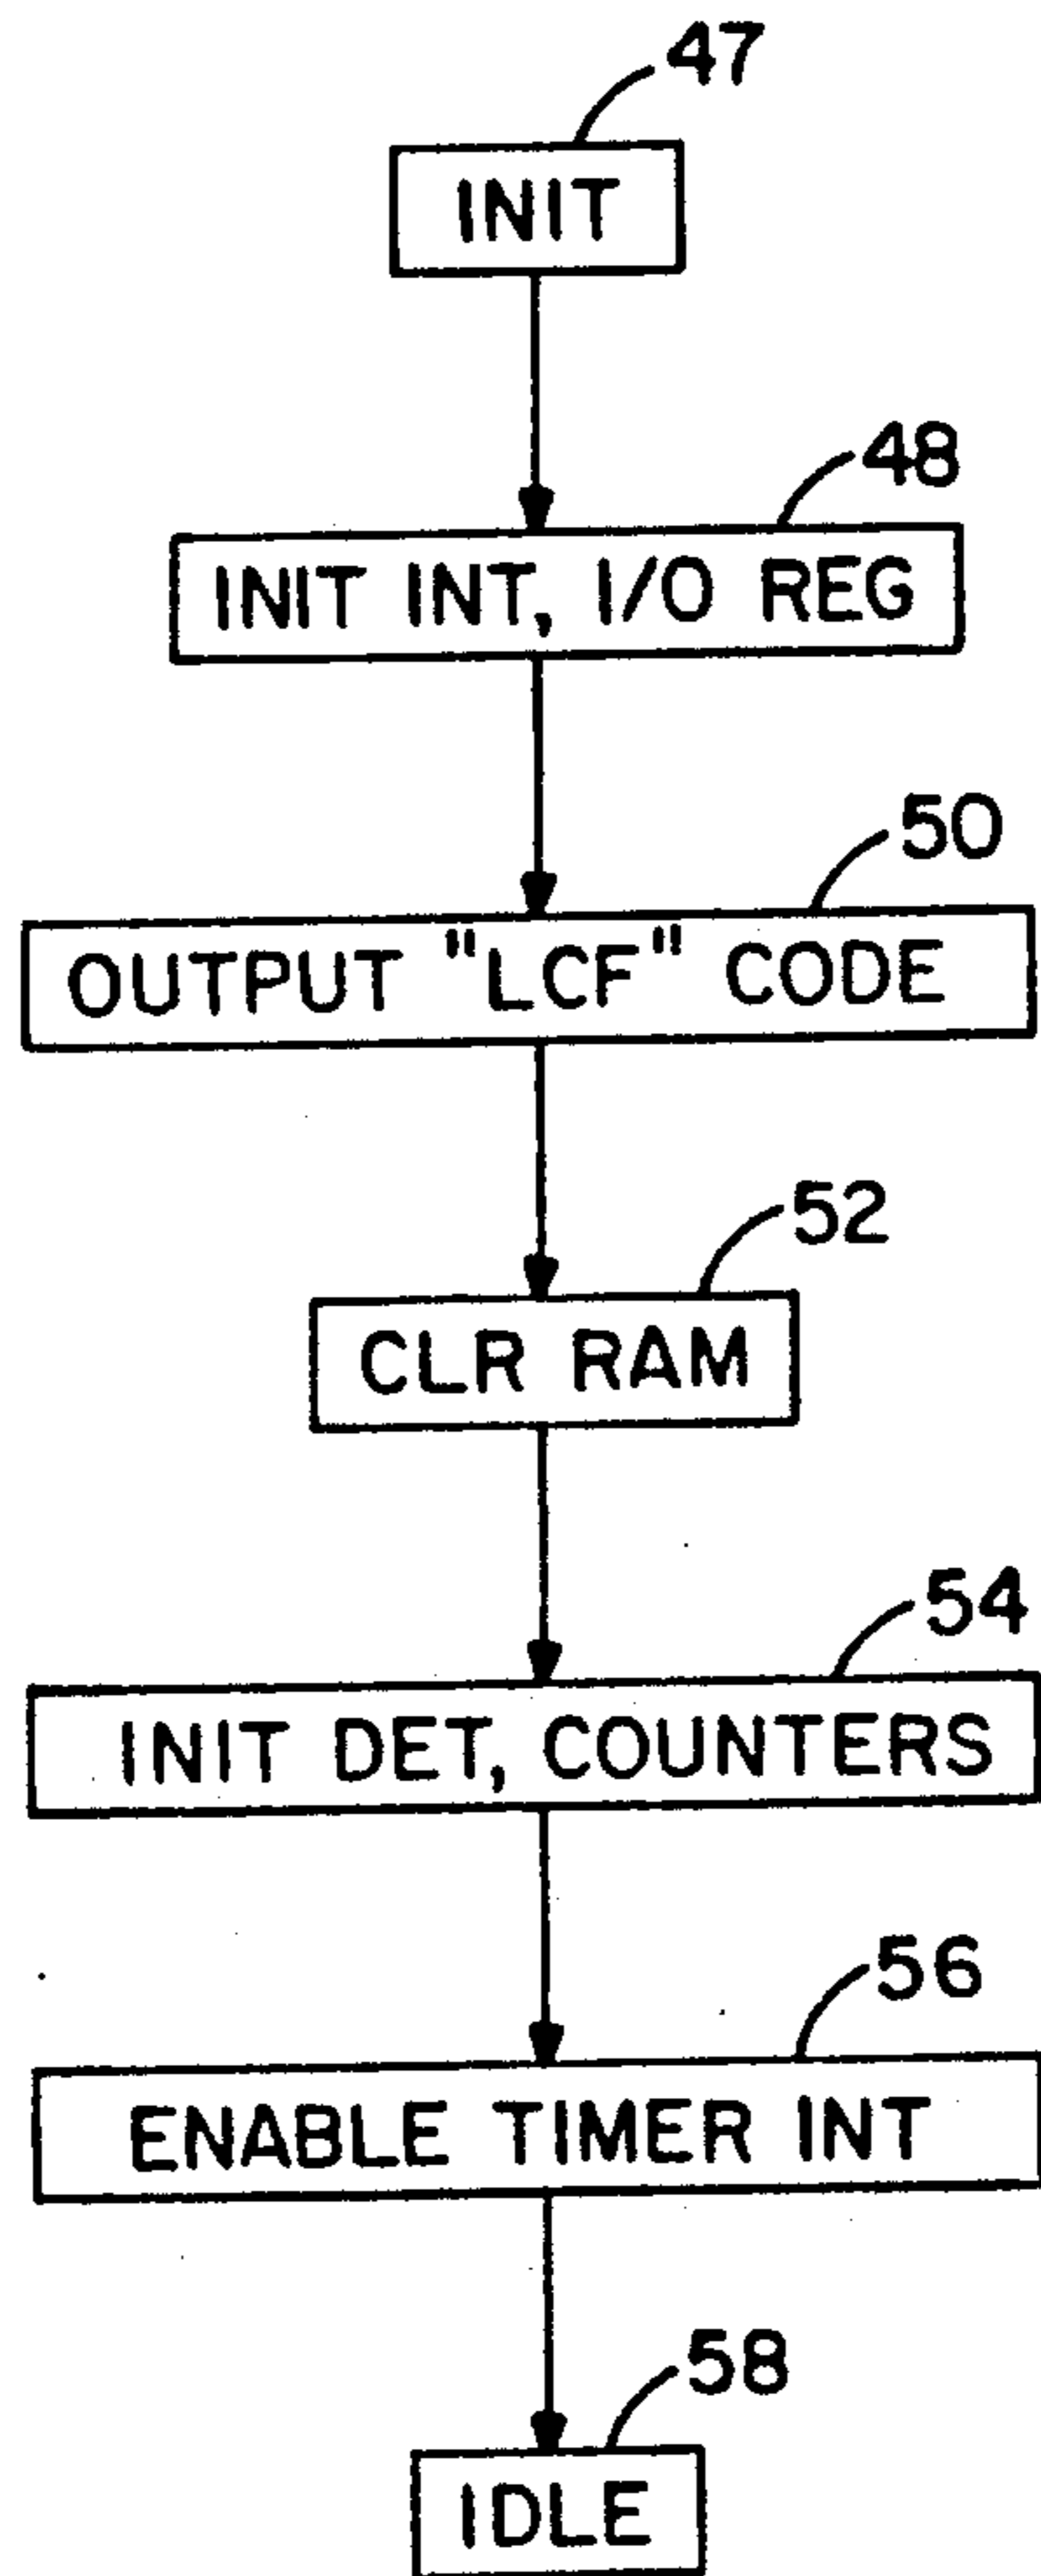 47
INIT
48
INIT INT, I/O REG
50
OUTPUT "LCF" CODE
52
CLR RAM
54
INIT DET, COUNTERS
56
ENABLE TIMER INT
58
IDLE